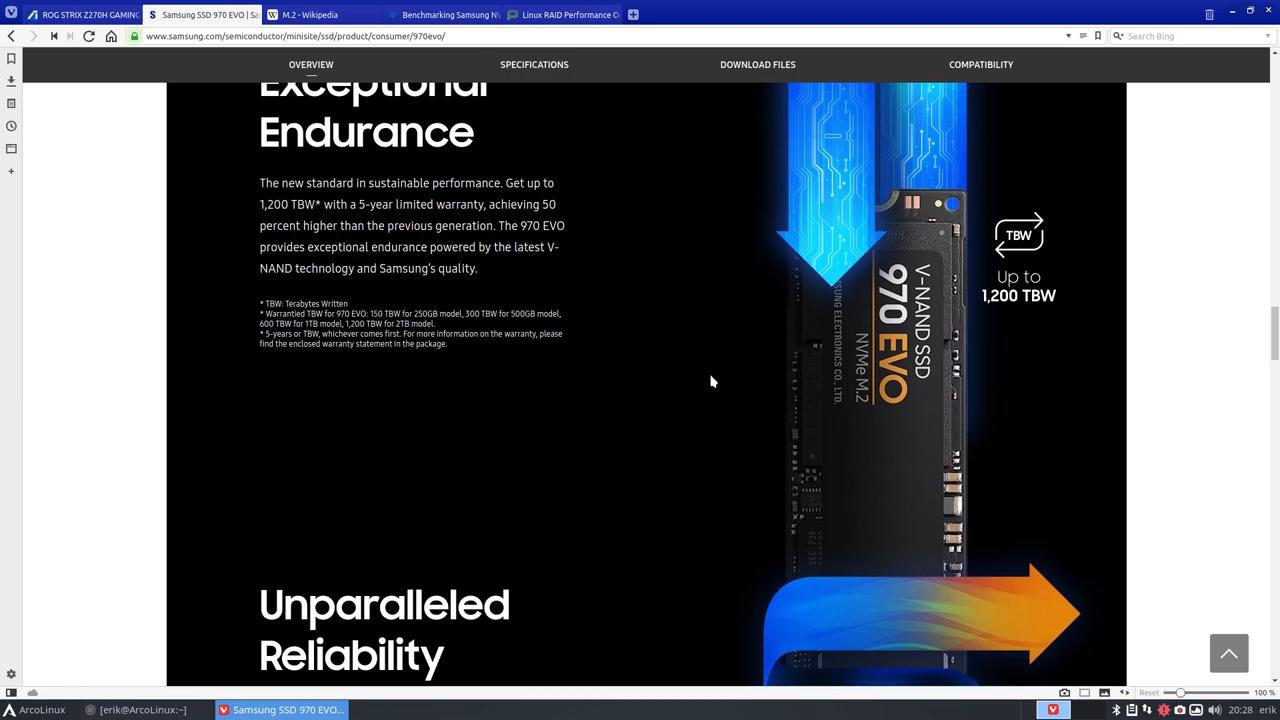 ROG STRIX Z270H GAMING
Samsung SSD 970 EVO | Sa
M.2 - Wikipedia
Benchmarking Samsung NV
Linux RAID Performance O
www.samsung.com/semiconductor/minisite/ssd/product/consumer/970evo/
Search Bing
OVERVIEW
SPECIFICATIONS
DOWNLOAD FILES
COMPATIBILITY
Exceptional
Endurance
The new standard in sustainable performance. Get up to
1,200 TBW* with a 5-year limited warranty, achieving 50
percent higher than the previous generation. The 970 EVO
provides exceptional endurance powered by the latest V-
NAND technology and Samsung's quality.
* TBW: Terabytes Written
* Warrantied TBW for 970 EVO: 150 TBW for 250GB model, 300 TBW for 500GB model,
600 TBW for 1TB model, 1,200 TBW for 2TB model.
* 5-years or TBW, whichever comes first. For more information on the warranty, please
find the enclosed warranty statement in the package.
V-NAND SSD
970 EVO
NVMe M.2
SUNG ELECTRONICS CO., LTD.
TBW
Up to
1,200 TBW
Unparalleled
Reliability
Reset
100 %
ArcoLinux
[erik@ArcoLinux:~]
Samsung SSD 970 EVO...
20:28
erik